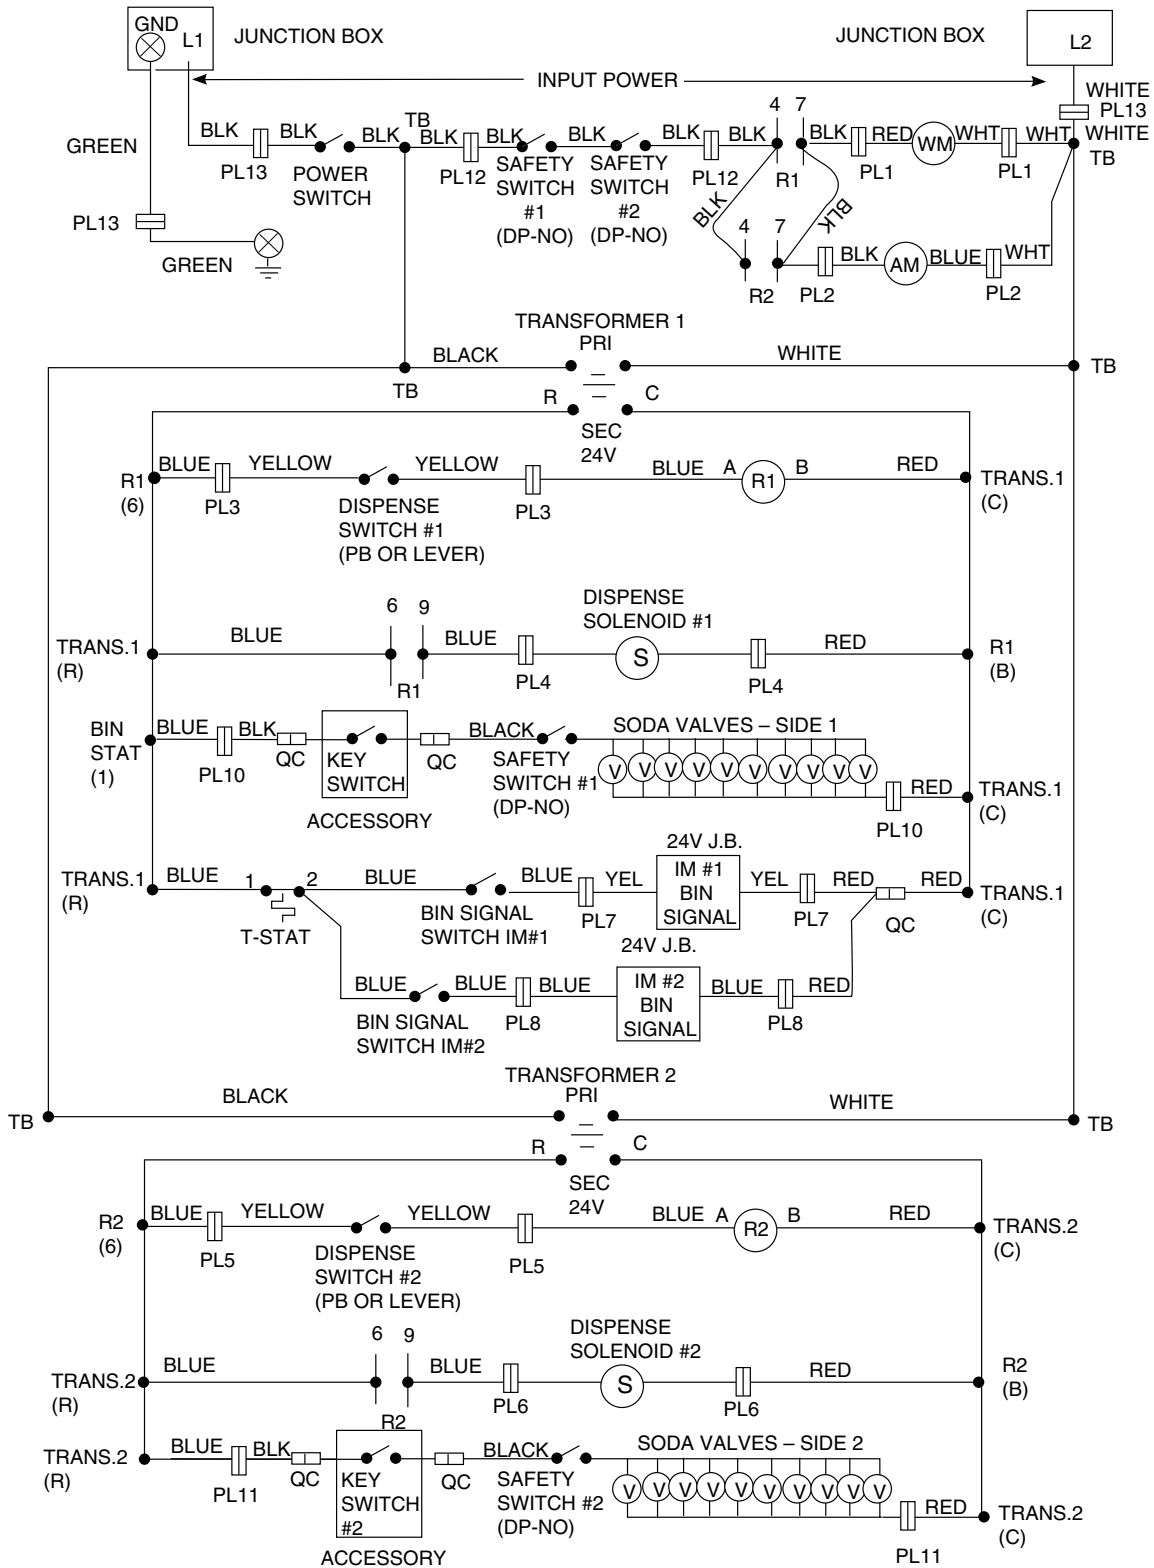 GND
L1
JUNCTION BOX
JUNCTION BOX
L2
INPUT POWER
WHITE
PL13
WHITE
TB
GREEN
BLK
BLK
BLK
TB
BLK
BLK
BLK
BLK
BLK
4
7
BLK
RED
WM
WHT
WHT
PL13
POWER
SWITCH
PL12
SAFETY
SWITCH
#1
(DP-NO)
SAFETY
SWITCH
#2
(DP-NO)
PL12
R1
PL1
PL1
BLK
BLK
PL13
GREEN
4
7
BLK
AM
BLUE
WHT
R2
PL2
PL2
TRANSFORMER 1
PRI
BLACK
WHITE
TB
TB
R
C
SEC
24V
R1
(6)
BLUE
YELLOW
YELLOW
BLUE
A
R1
B
RED
TRANS.1
(C)
PL3
DISPENSE
SWITCH #1
(PB OR LEVER)
PL3
6
9
DISPENSE
SOLENOID #1
TRANS.1
(R)
BLUE
BLUE
S
RED
R1
(B)
R1
PL4
PL4
BIN
STAT
(1)
BLUE
BLK
BLACK
SODA VALVES – SIDE 1
PL10
QC
KEY
SWITCH
QC
SAFETY
SWITCH #1
(DP-NO)
V V V V V V V V V V
RED
TRANS.1
(C)
PL10
ACCESSORY
24V J.B.
TRANS.1
(R)
BLUE
1
2
BLUE
BLUE
YEL
IM #1
BIN
SIGNAL
YEL
RED
RED
TRANS.1
(C)
T-STAT
BIN SIGNAL
SWITCH IM#1
PL7
PL7
QC
24V J.B.
BLUE
BLUE
BLUE
IM #2
BIN
SIGNAL
BLUE
RED
BIN SIGNAL
SWITCH IM#2
PL8
PL8
TRANSFORMER 2
PRI
BLACK
WHITE
TB
TB
R
C
SEC
24V
R2
(6)
BLUE
YELLOW
YELLOW
BLUE
A
R2
B
RED
TRANS.2
(C)
PL5
DISPENSE
SWITCH #2
(PB OR LEVER)
PL5
6
9
DISPENSE
SOLENOID #2
TRANS.2
(R)
BLUE
BLUE
S
RED
R2
(B)
R2
PL6
PL6
TRANS.2
(R)
BLUE
BLK
BLACK
SODA VALVES – SIDE 2
PL11
QC
KEY
SWITCH
#2
QC
SAFETY
SWITCH #2
(DP-NO)
V V V V V V V V V V
RED
TRANS.2
(C)
PL11
ACCESSORY